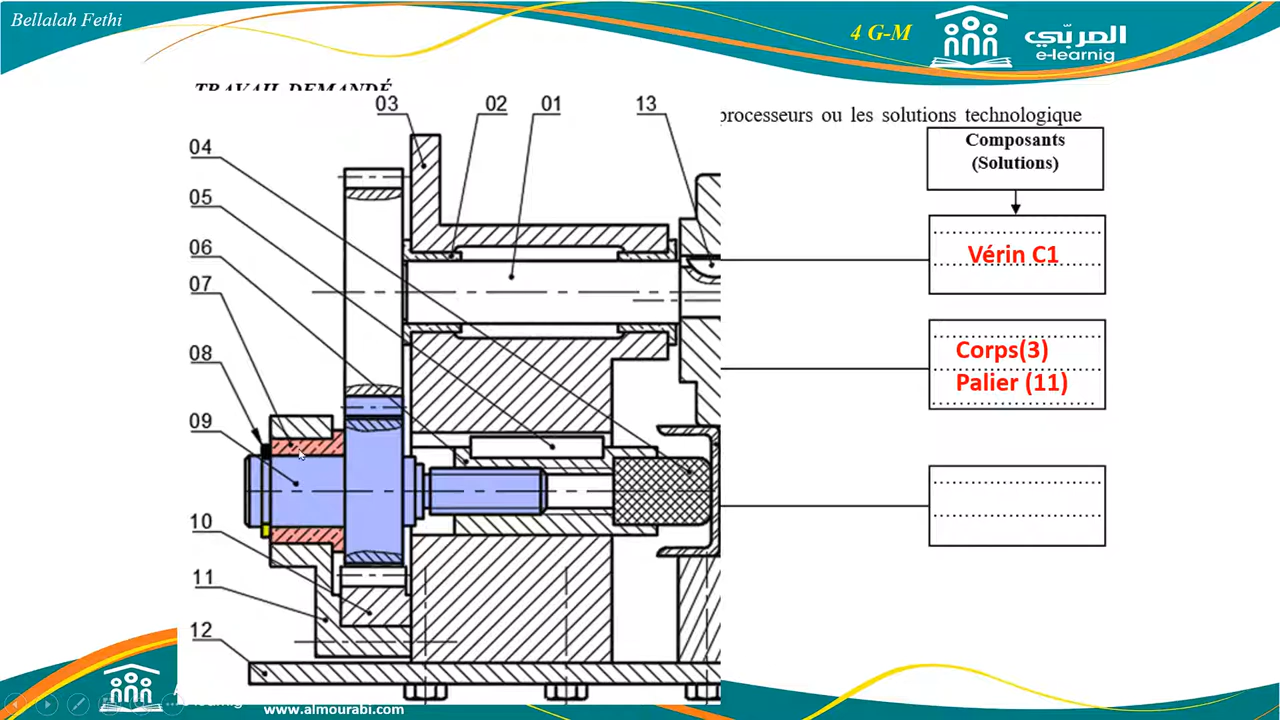 Bellalah Fethi
4 G-M
المربّي
e-learnig
TRAVAIL DEMANDÉ
processeurs ou les solutions technologique
03
02
01
13
04
05
06
07
08
09
10
11
12
Composants
(Solutions)
Vérin C1
Corps(3)
Palier (11)
www.almourabi.com